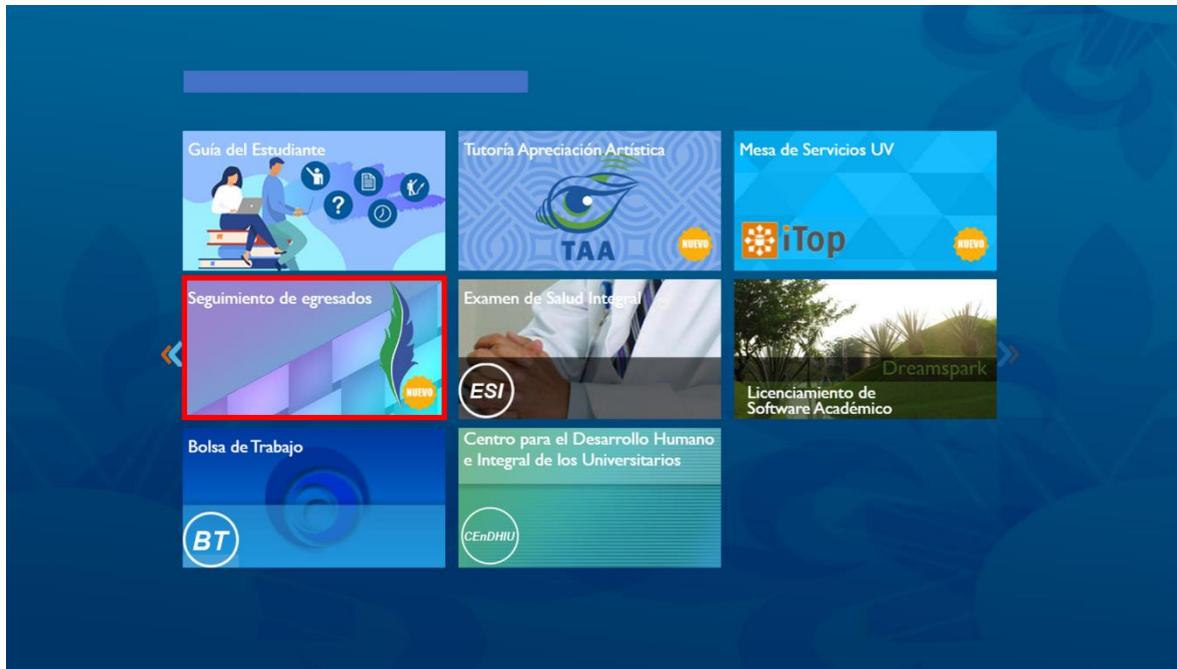 Guía del Estudiante
?
Tutoría Apreciación Artística
TAA
NUEVO
Mesa de Servicios UV
iTop
NUEVO
Seguimiento de egresados
NUEVO
Examen de Salud Integral
ESI
Dreamspark
Licenciamiento de
Software Académico
Bolsa de Trabajo
BT
Centro para el Desarrollo Humano
e Integral de los Universitarios
CEnDHIU